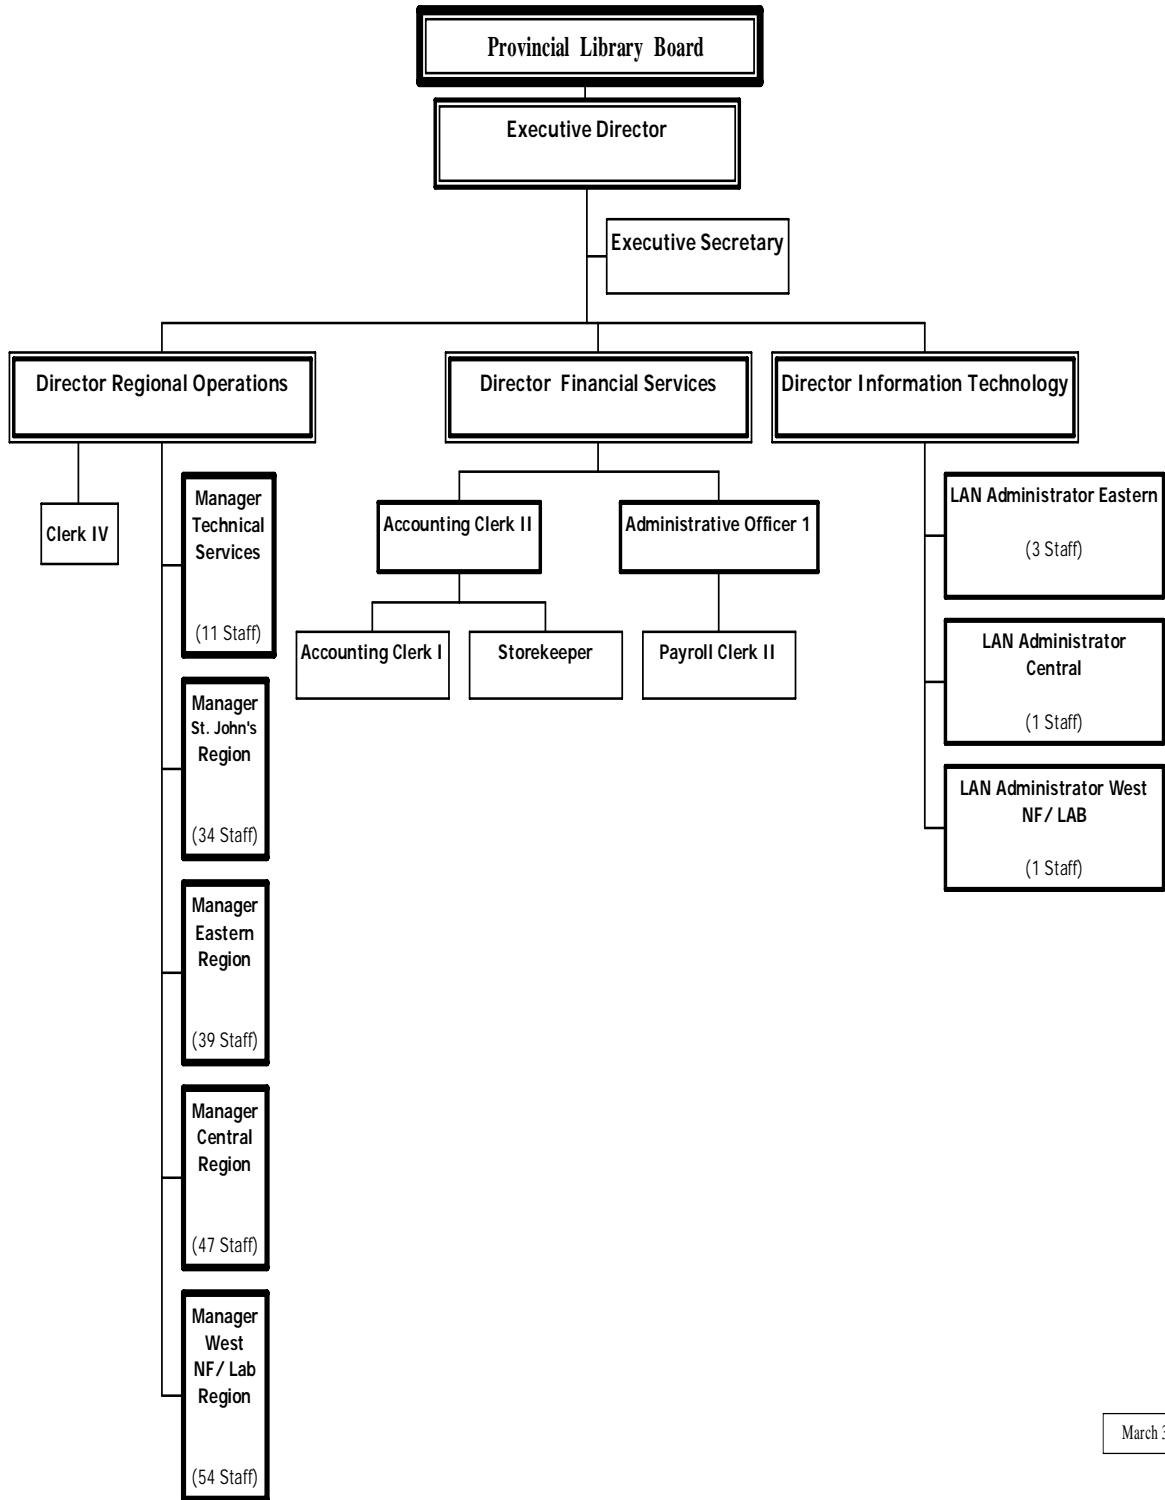 Provincial Library Board
Executive Director
Executive Secretary
Director Regional Operations
Director Financial Services
Director Information Technology
Clerk IV
Manager
Technical
Services
(11 Staff)
Manager
St. John's
Region
(34 Staff)
Manager
Eastern
Region
(39 Staff)
Manager
Central
Region
(47 Staff)
Manager
West
NF/ Lab
Region
(54 Staff)
Accounting Clerk II
Administrative Officer 1
Accounting Clerk I
Storekeeper
Payroll Clerk II
LAN Administrator Eastern
(3 Staff)
LAN Administrator
Central
(1 Staff)
LAN Administrator West
NF/ LAB
(1 Staff)
March